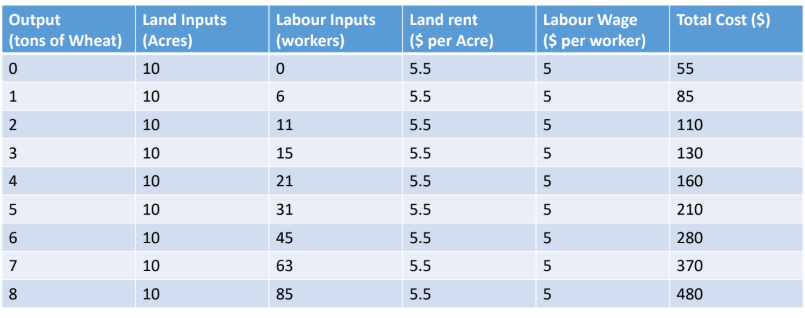 Output (tons of Wheat) Land Inputs (Acres) Labour Inputs (workers) Land rent ($ per Acre) Labour Wage ($ per worker) Total Cost ($)
0 10 0 5.5 5 55
1 10 6 5.5 5 85
2 10 11 5.5 5 110
3 10 15 5.5 5 130
4 10 21 5.5 5 160
5 10 31 5.5 5 210
6 10 45 5.5 5 280
7 10 63 5.5 5 370
8 10 85 5.5 5 480